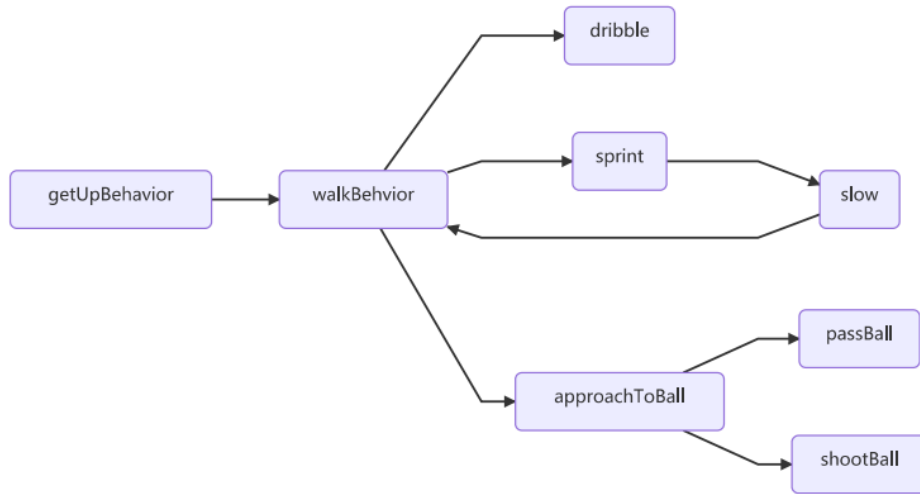 dribble
sprint
getUpBehavior
walkBehvior
slow
passBall
approachToBall
shootBall